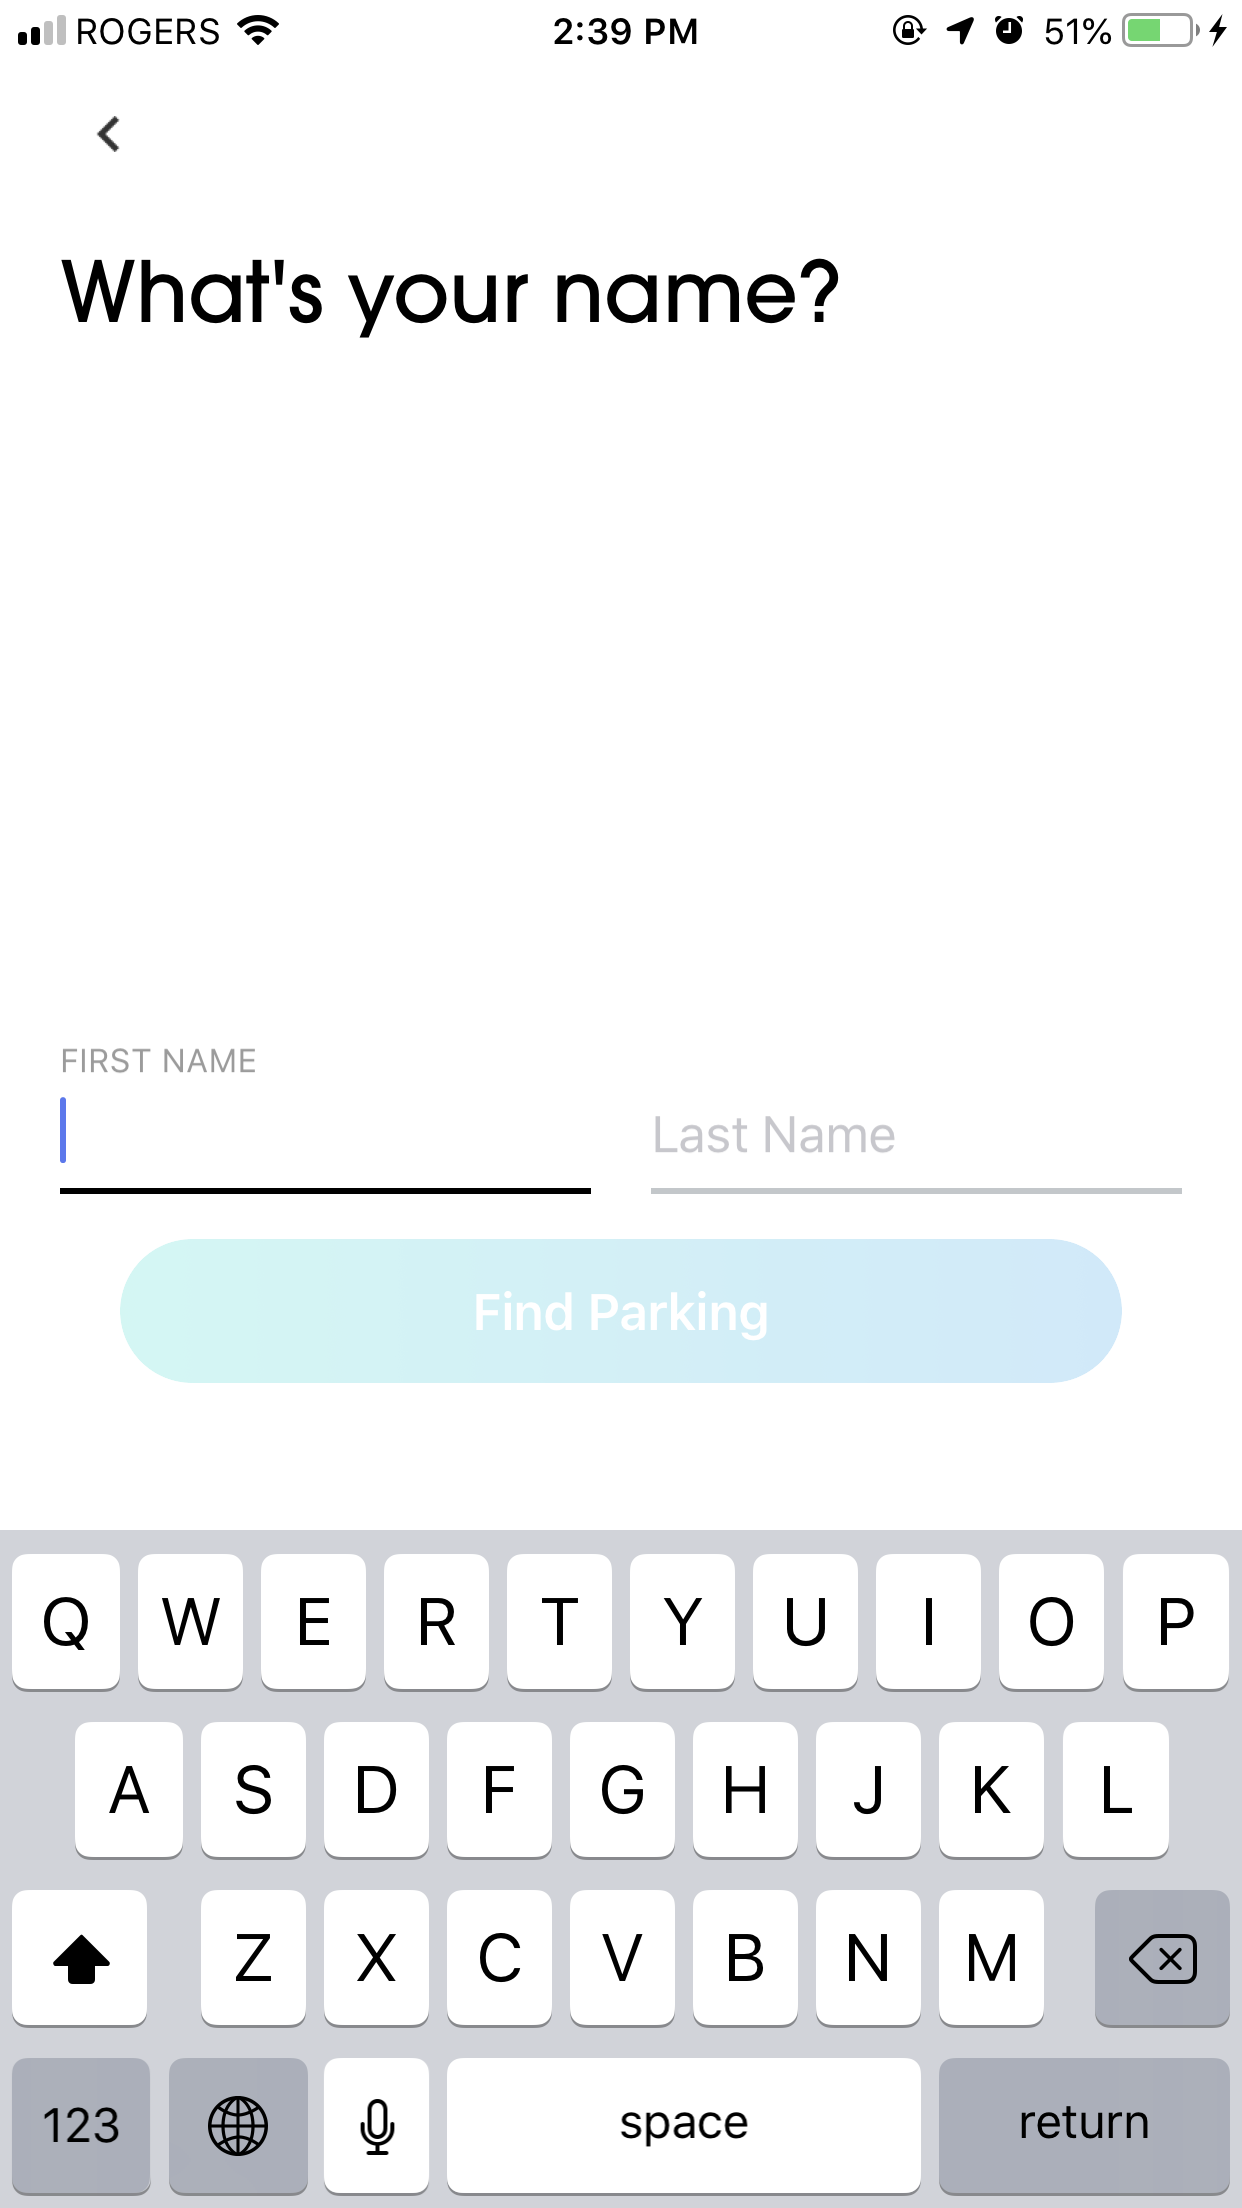 ROGERS 2:39 PM 51%
What's your name?
FIRST NAME
Last Name
Find Parking
Q W E R T Y U I O P
A S D F G H J K L
Z X C V B N M
123 space return